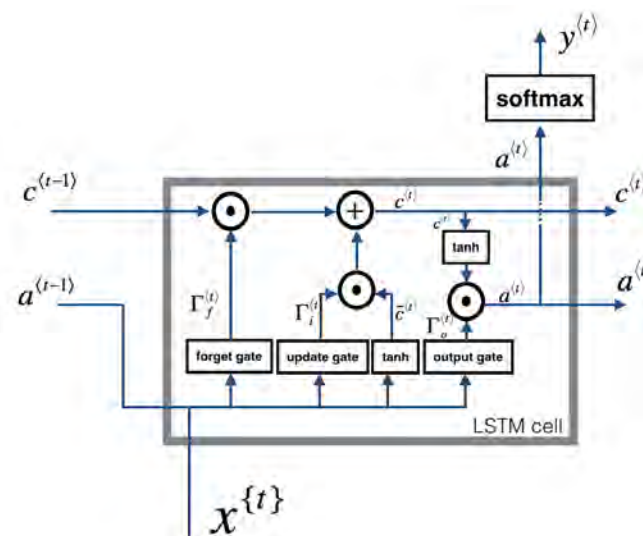 y⟨t⟩
softmax
a⟨t⟩
c⟨t−1⟩
c⟨t⟩
c⟨t⟩
c⟨t⟩
tanh
a⟨t−1⟩
a⟨t⟩
a⟨t
Γf⟨t⟩
Γi⟨t⟩
c̃⟨t⟩
Γo⟨t⟩
forget gate
update gate
tanh
output gate
LSTM cell
x{t}